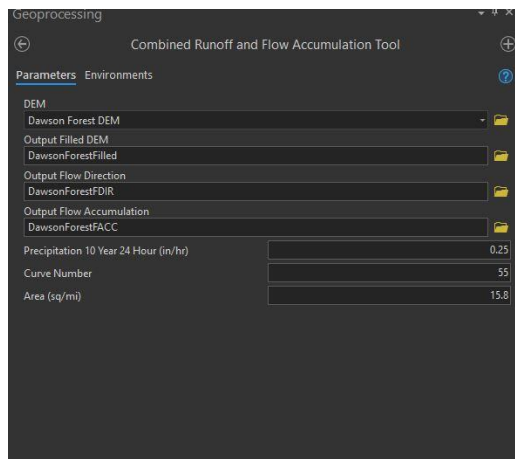 Geoprocessing
Combined Runoff and Flow Accumulation Tool
Parameters Environments
DEM
Dawson Forest DEM
Output Filled DEM
DawsonForestFilled
Output Flow Direction
DawsonForestFDIR
Output Flow Accumulation
DawsonForestFACC
Precipitation 10 Year 24 Hour (in/hr) 0.25
Curve Number 55
Area (sq/mi) 15.8